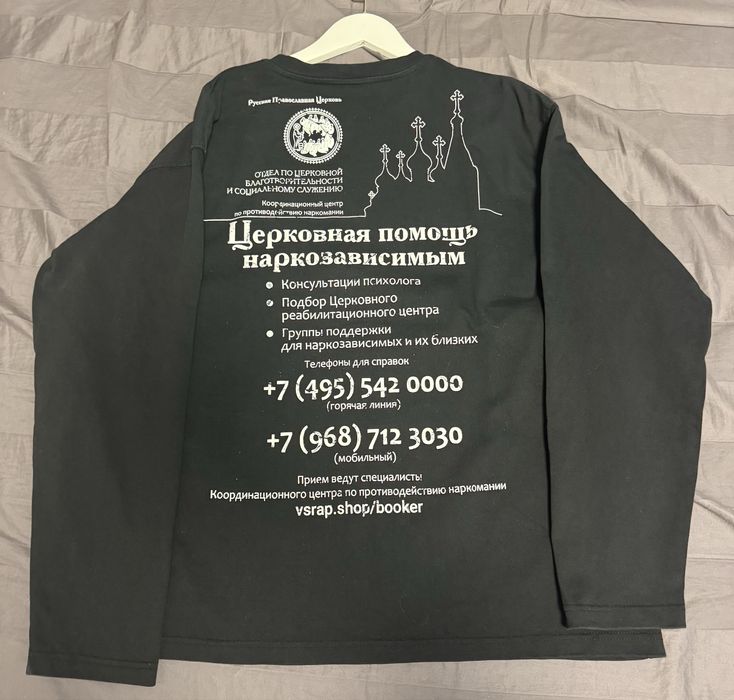 Русская Православная Церковь
ОТДЕЛ ПО ЦЕРКОВНОЙ
БЛАГОТВОРИТЕЛЬНОСТИ
И СОЦИАЛЬНОМУ СЛУЖЕНИЮ
Координационный центр
по противодействию наркомании
Церковная помощь
наркозависимым
• Консультации психолога
• Подбор Церковного
реабилитационного центра
• Группы поддержки
для наркозависимых и их близких
Телефоны для справок
+7 (495) 542 0000
(горячая линия)
+7 (968) 712 3030
(мобильный)
Прием ведут специалисты
Координационного центра по противодействию наркомании
vsrap.shop/booker